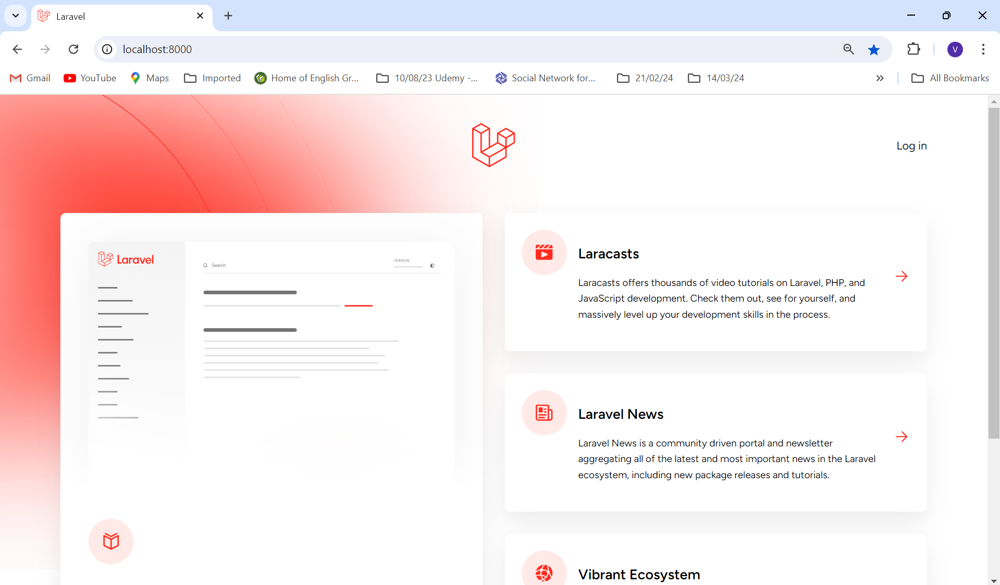 Laravel
localhost:8000
V
Gmail
YouTube
Maps
Imported
Home of English Gr...
10/08/23 Udemy -...
Social Network for...
21/02/24
14/03/24
All Bookmarks
Log in
Laravel
Search
VERSION
Laracasts
Laracasts offers thousands of video tutorials on Laravel, PHP, and
JavaScript development. Check them out, see for yourself, and
massively level up your development skills in the process.
Laravel News
Laravel News is a community driven portal and newsletter
aggregating all of the latest and most important news in the Laravel
ecosystem, including new package releases and tutorials.
Vibrant Ecosystem